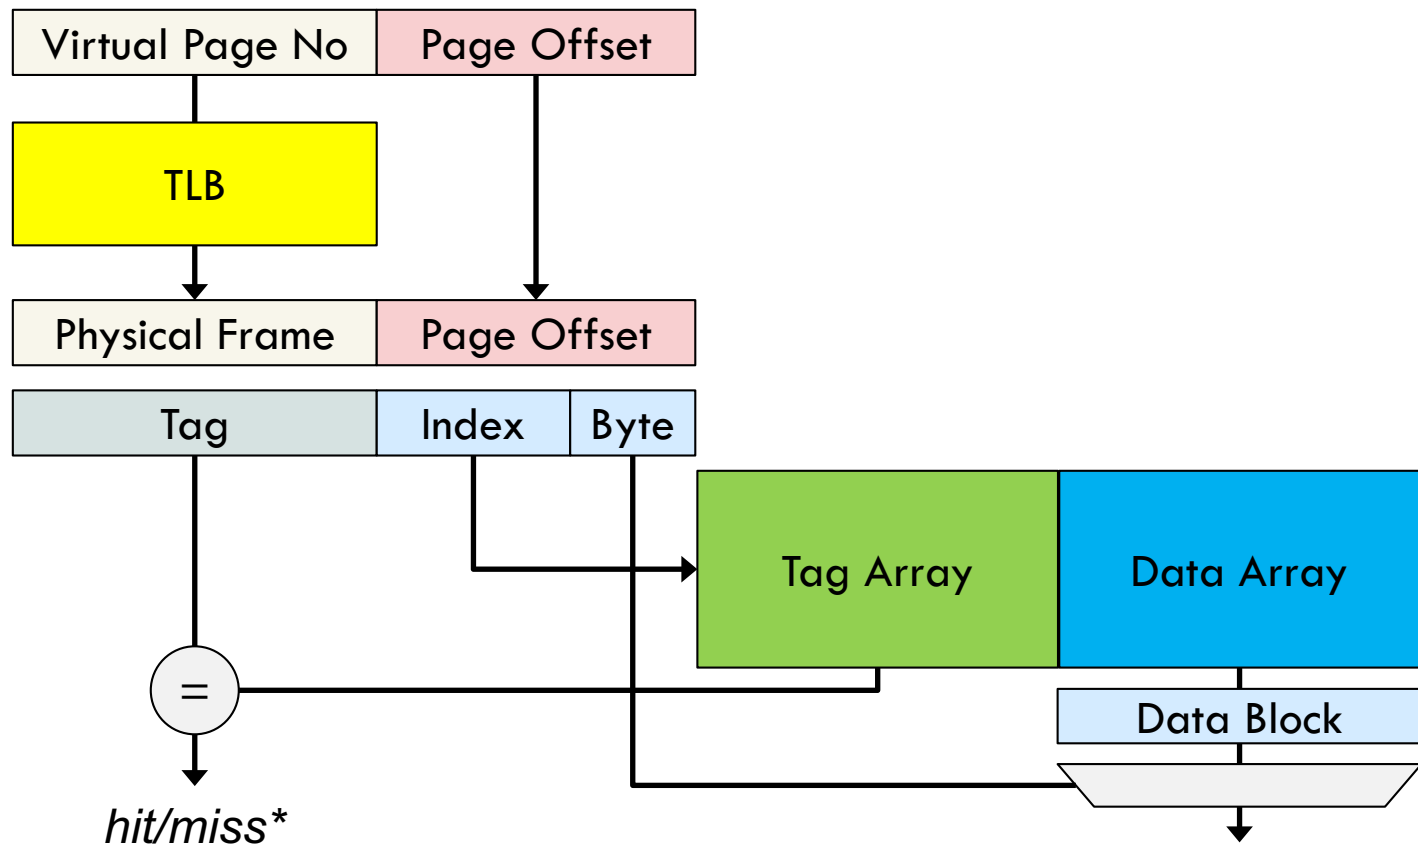 Virtual Page No
Page Offset
TLB
Physical Frame
Page Offset
Tag
Index
Byte
Tag Array
Data Array
=
Data Block
hit/miss*